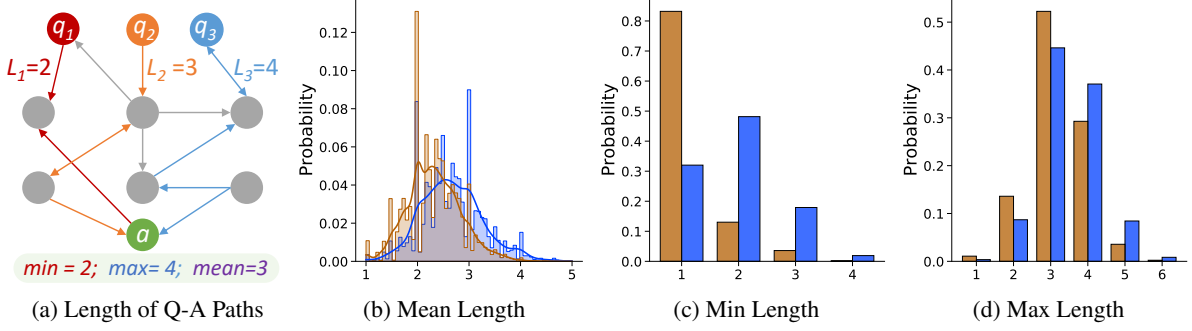 q1
q2
q3
L1=2
L2 =3
L3=4
a
min = 2; max= 4; mean=3
(a) Length of Q-A Paths
Probability
0.12
0.10
0.08
0.06
0.04
0.02
0.00
1 2 3 4 5
(b) Mean Length
Probability
0.8
0.7
0.6
0.5
0.4
0.3
0.2
0.1
0.0
1 2 3 4
(c) Min Length
Probability
0.5
0.4
0.3
0.2
0.1
0.0
1 2 3 4 5 6
(d) Max Length